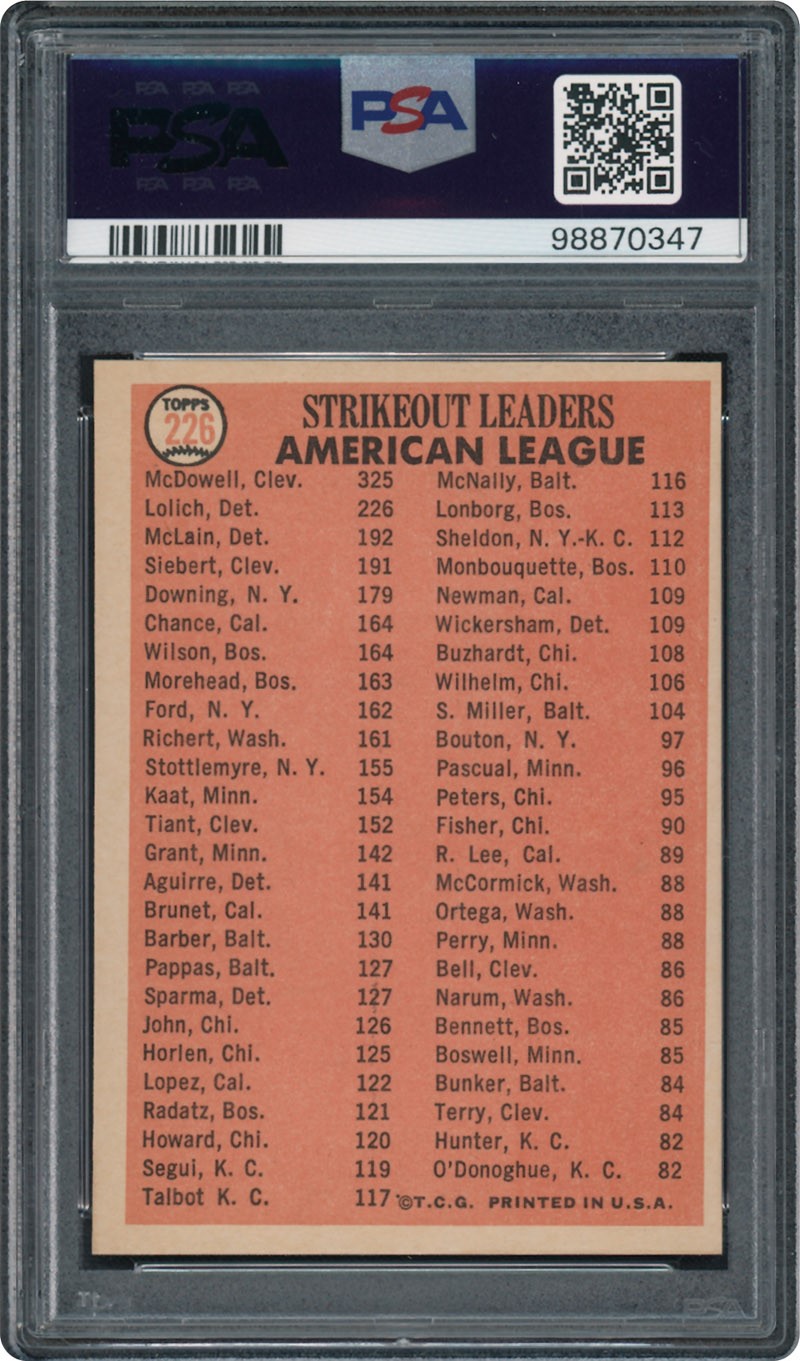 PSA PSA PSA
PSA
PSA PSA PSA
PSA
98870347
TOPPS
226
STRIKEOUT LEADERS
AMERICAN LEAGUE
McDowell, Clev. 325
Lolich, Det. 226
McLain, Det. 192
Siebert, Clev. 191
Downing, N. Y. 179
Chance, Cal. 164
Wilson, Bos. 164
Morehead, Bos. 163
Ford, N. Y. 162
Richert, Wash. 161
Stottlemyre, N. Y. 155
Kaat, Minn. 154
Tiant, Clev. 152
Grant, Minn. 142
Aguirre, Det. 141
Brunet, Cal. 141
Barber, Balt. 130
Pappas, Balt. 127
Sparma, Det. 127
John, Chi. 126
Horlen, Chi. 125
Lopez, Cal. 122
Radatz, Bos. 121
Howard, Chi. 120
Segui, K. C. 119
Talbot K. C. 117
McNally, Balt. 116
Lonborg, Bos. 113
Sheldon, N. Y.-K. C. 112
Monbouquette, Bos. 110
Newman, Cal. 109
Wickersham, Det. 109
Buzhardt, Chi. 108
Wilhelm, Chi. 106
S. Miller, Balt. 104
Bouton, N. Y. 97
Pascual, Minn. 96
Peters, Chi. 95
Fisher, Chi. 90
R. Lee, Cal. 89
McCormick, Wash. 88
Ortega, Wash. 88
Perry, Minn. 88
Bell, Clev. 86
Narum, Wash. 86
Bennett, Bos. 85
Boswell, Minn. 85
Bunker, Balt. 84
Terry, Clev. 84
Hunter, K. C. 82
O'Donoghue, K. C. 82
©T.C.G. PRINTED IN U.S.A.
PSA